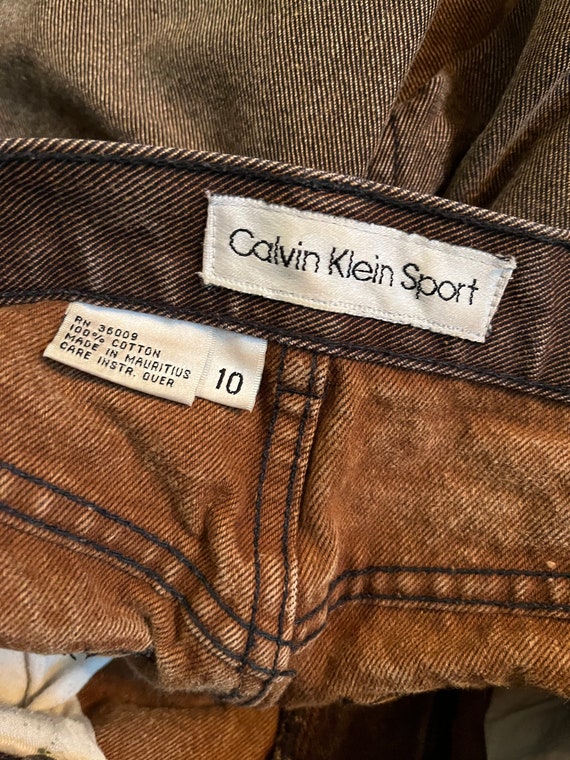 Calvin Klein Sport
RN 36009
100% COTTON
MADE IN MAURITIUS
CARE INSTR. OVER
10